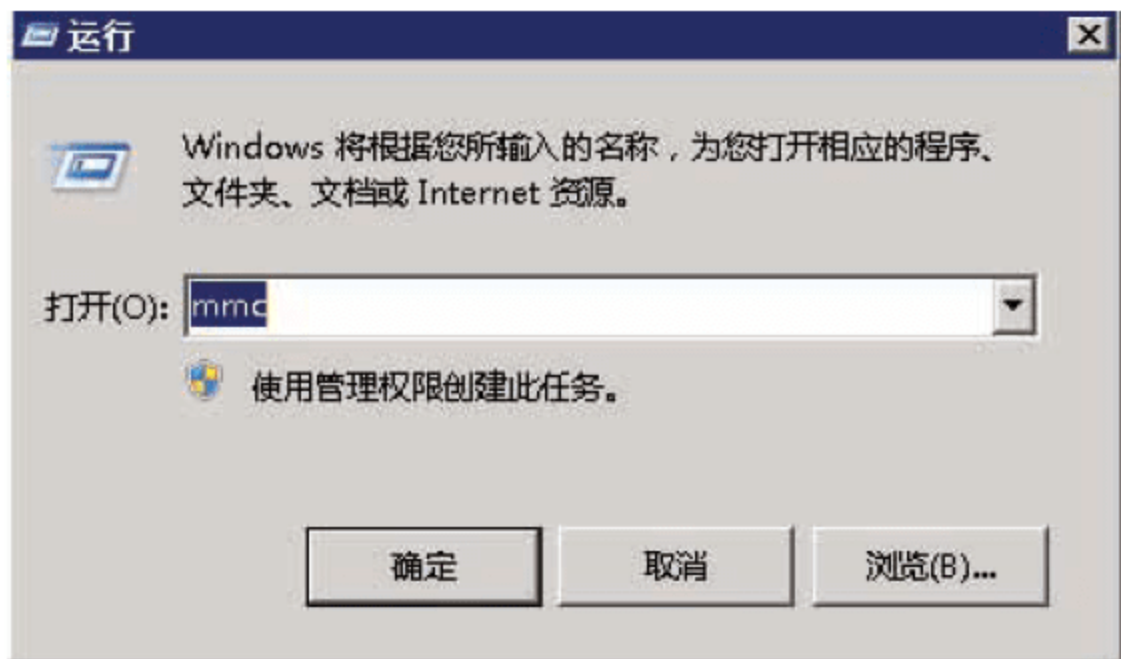 运行
Windows 将根据您所输入的名称，为您打开相应的程序、
文件夹、文档或 Internet 资源。
打开(O): mmc
使用管理权限创建此任务。
确定 取消 浏览(B)...